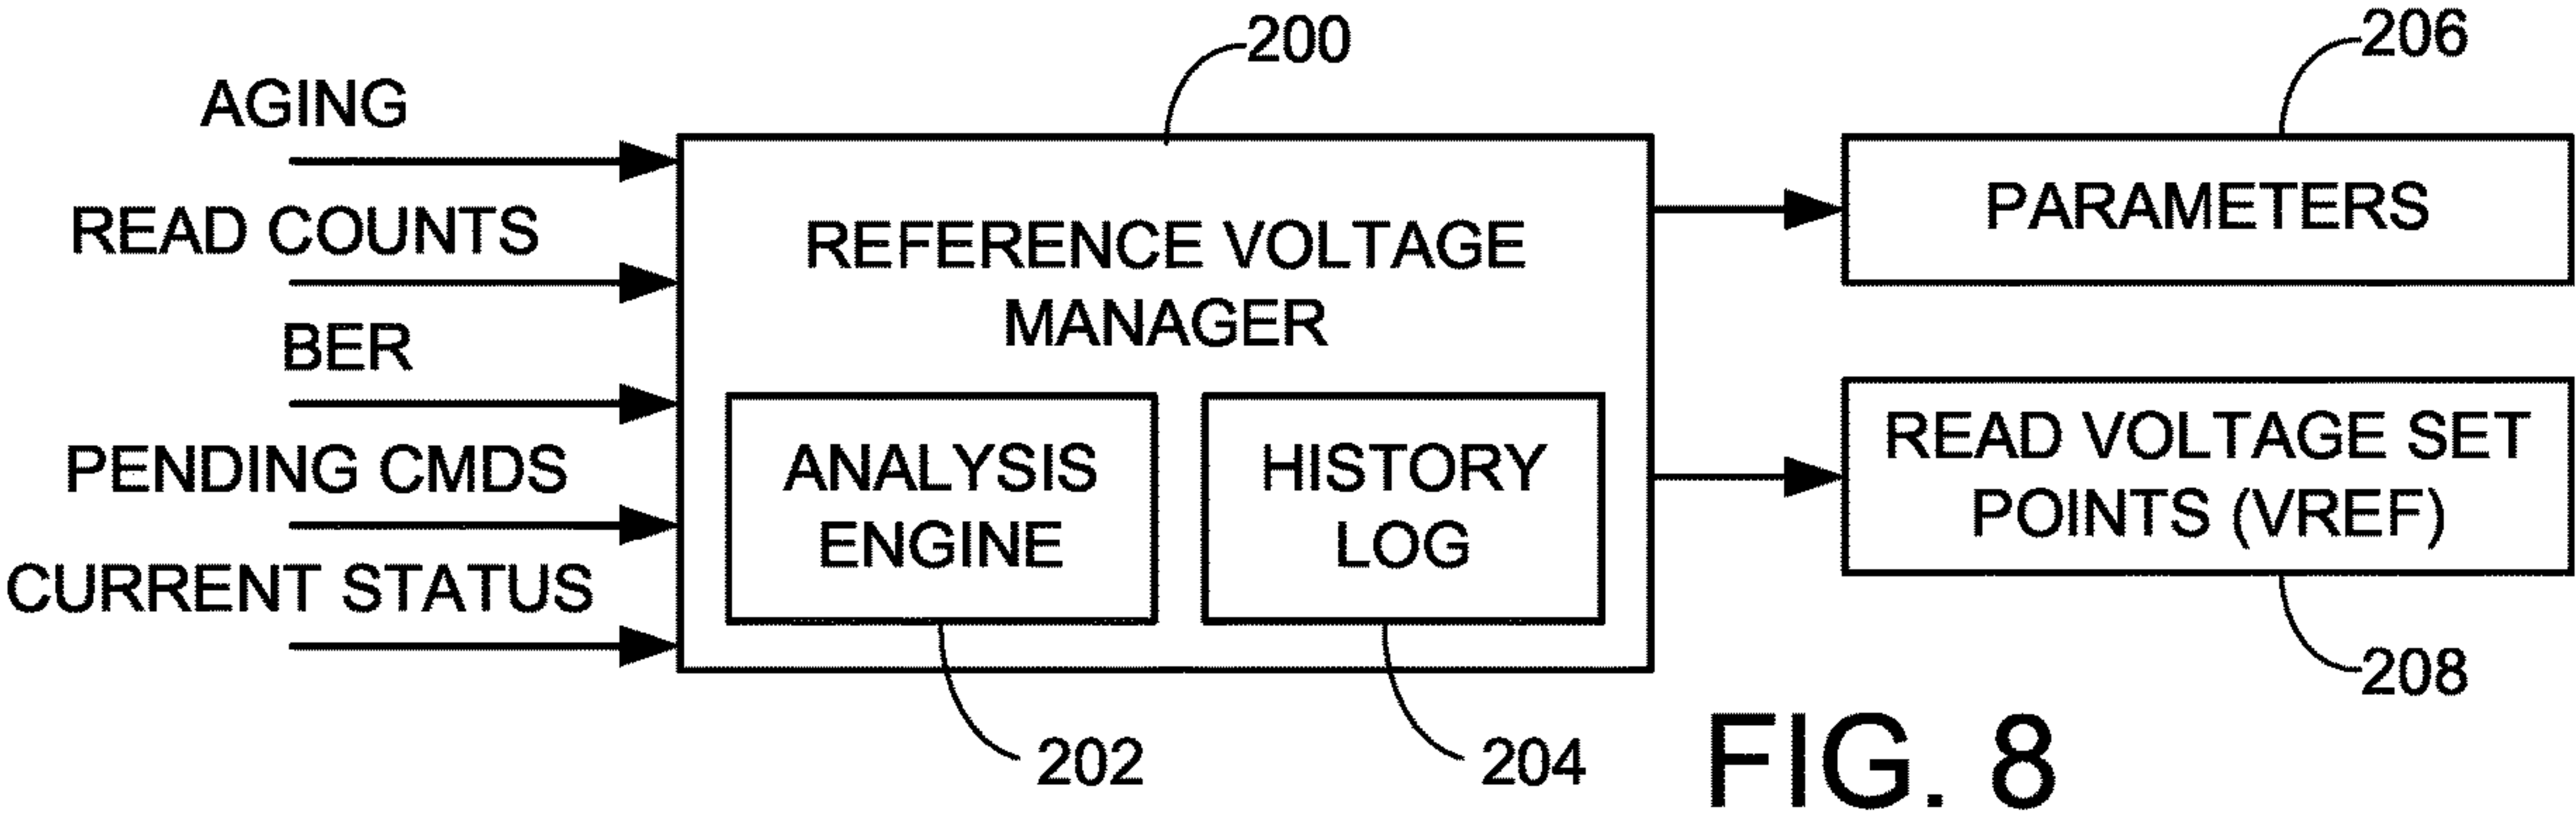 200
206
AGING
READ COUNTS
BER
PENDING CMDS
CURRENT STATUS
REFERENCE VOLTAGE
MANAGER
ANALYSIS
ENGINE
HISTORY
LOG
PARAMETERS
READ VOLTAGE SET
POINTS (VREF)
202
204
208
FIG. 8